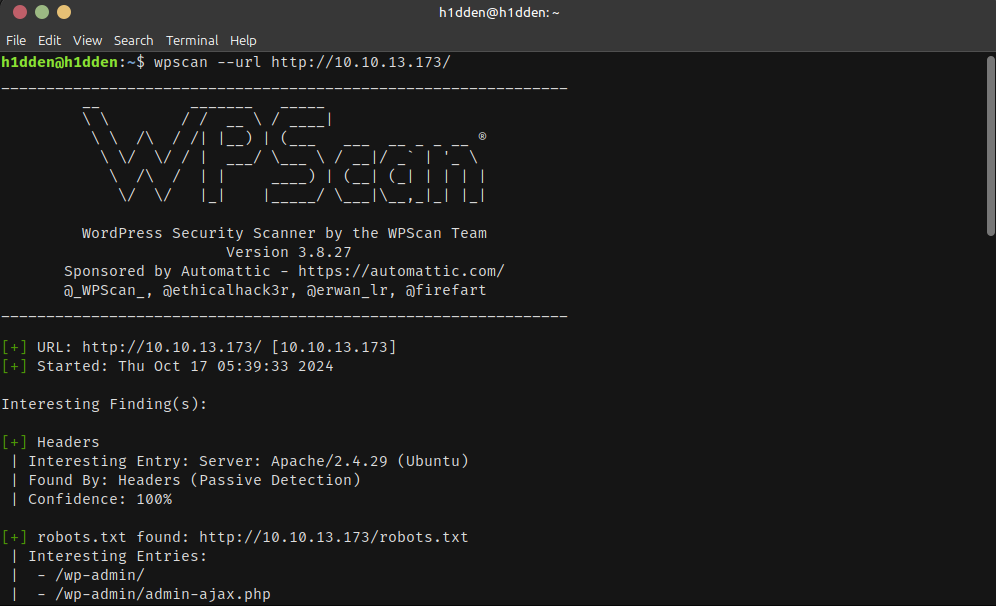 h1dden@h1dden: ~
File Edit View Search Terminal Help
h1dden@h1dden:~$ wpscan --url http://10.10.13.173/
_______________________________________________________________
         __          _______   _____
         \ \        / /  __ \ / ____|
          \ \  /\  / /| |__) | (___   ___  __ _ _ __ ®
           \ \/  \/ / |  ___/ \___ \ / __|/ _` | '_ \
            \  /\  /  | |     ____) | (__| (_| | | | |
             \/  \/   |_|    |_____/ \___|\__,_|_| |_|
WordPress Security Scanner by the WPScan Team
Version 3.8.27
Sponsored by Automattic - https://automattic.com/
@_WPScan_, @ethicalhack3r, @erwan_lr, @firefart
_______________________________________________________________
[+] URL: http://10.10.13.173/ [10.10.13.173]
[+] Started: Thu Oct 17 05:39:33 2024
Interesting Finding(s):
[+] Headers
| Interesting Entry: Server: Apache/2.4.29 (Ubuntu)
| Found By: Headers (Passive Detection)
| Confidence: 100%
[+] robots.txt found: http://10.10.13.173/robots.txt
| Interesting Entries:
|  - /wp-admin/
|  - /wp-admin/admin-ajax.php